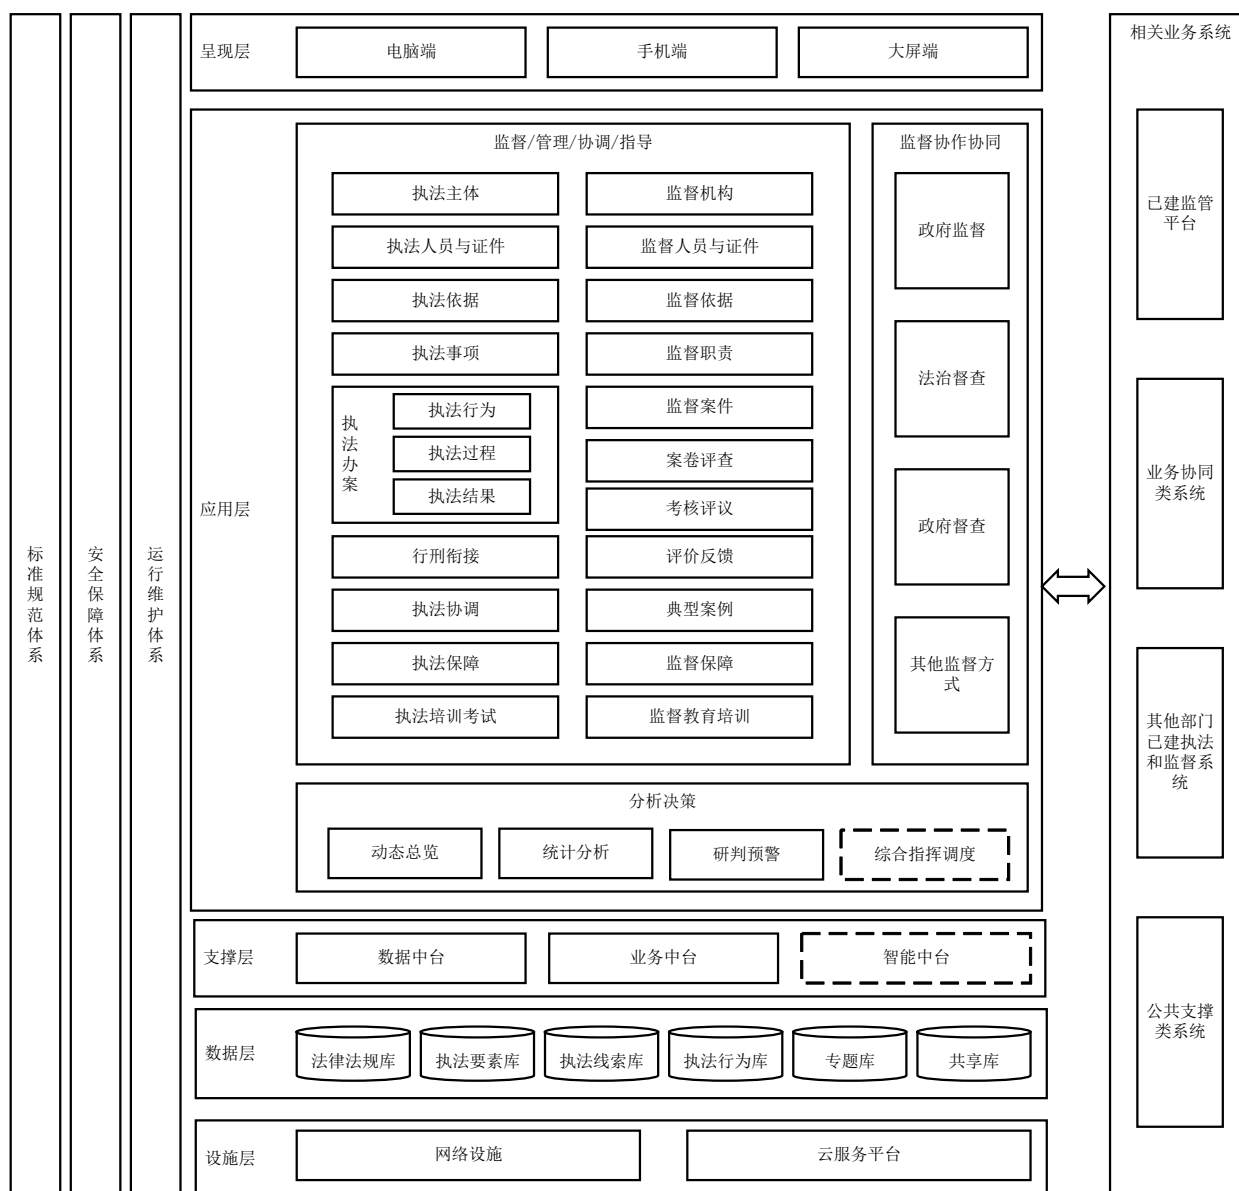 标准规范体系
安全保障体系
运行维护体系
呈现层
电脑端
手机端
大屏端
应用层
监督/管理/协调/指导
执法主体
监督机构
执法人员与证件
监督人员与证件
执法依据
监督依据
执法事项
监督职责
执法办案
执法行为
执法过程
执法结果
监督案件
案卷评查
考核评议
行刑衔接
评价反馈
执法协调
典型案例
执法保障
监督保障
执法培训考试
监督教育培训
监督协作协同
政府监督
法治督查
政府督查
其他监督方
式
分析决策
动态总览
统计分析
研判预警
综合指挥调度
支撑层
数据中台
业务中台
智能中台
数据层
法律法规库
执法要素库
执法线索库
执法行为库
专题库
共享库
设施层
网络设施
云服务平台
相关业务系统
已建监管
平台
业务协同
类系统
其他部门
已建执法
和监督系
统
公共支撑
类系统